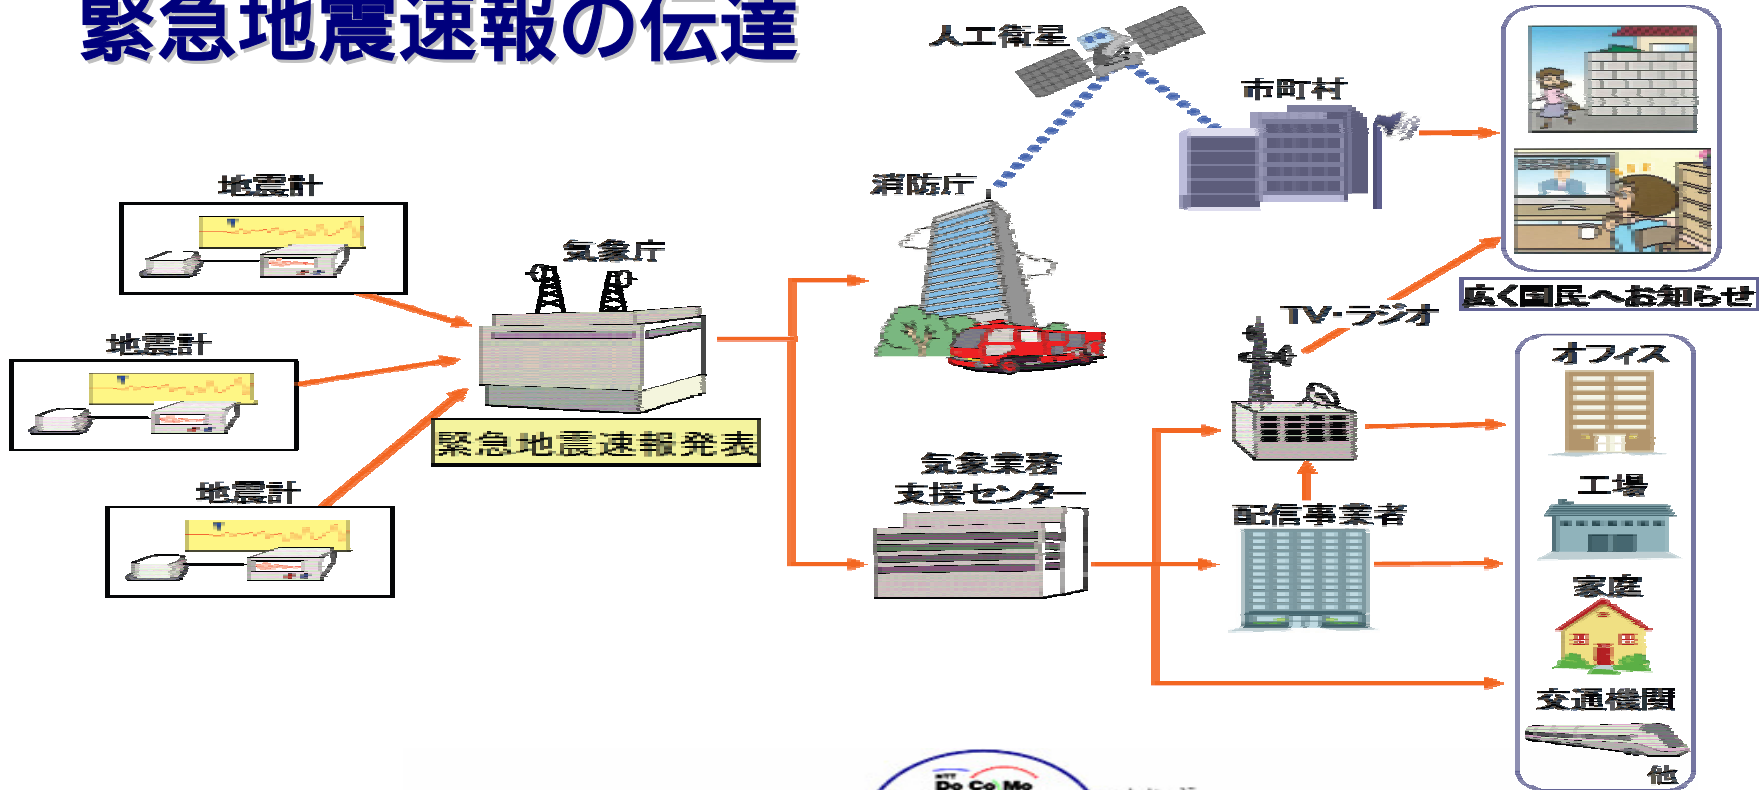 緊急地震速報の伝達
人工衛星
市町村
消防庁
地震計
気象庁
地震計
緊急地震速報発表
地震計
広く国民へお知らせ
TV・ラジオ
オフィス
気象業務
支援センター
配信事業者
工場
家庭
交通機関
他
NTT
DoCoMo